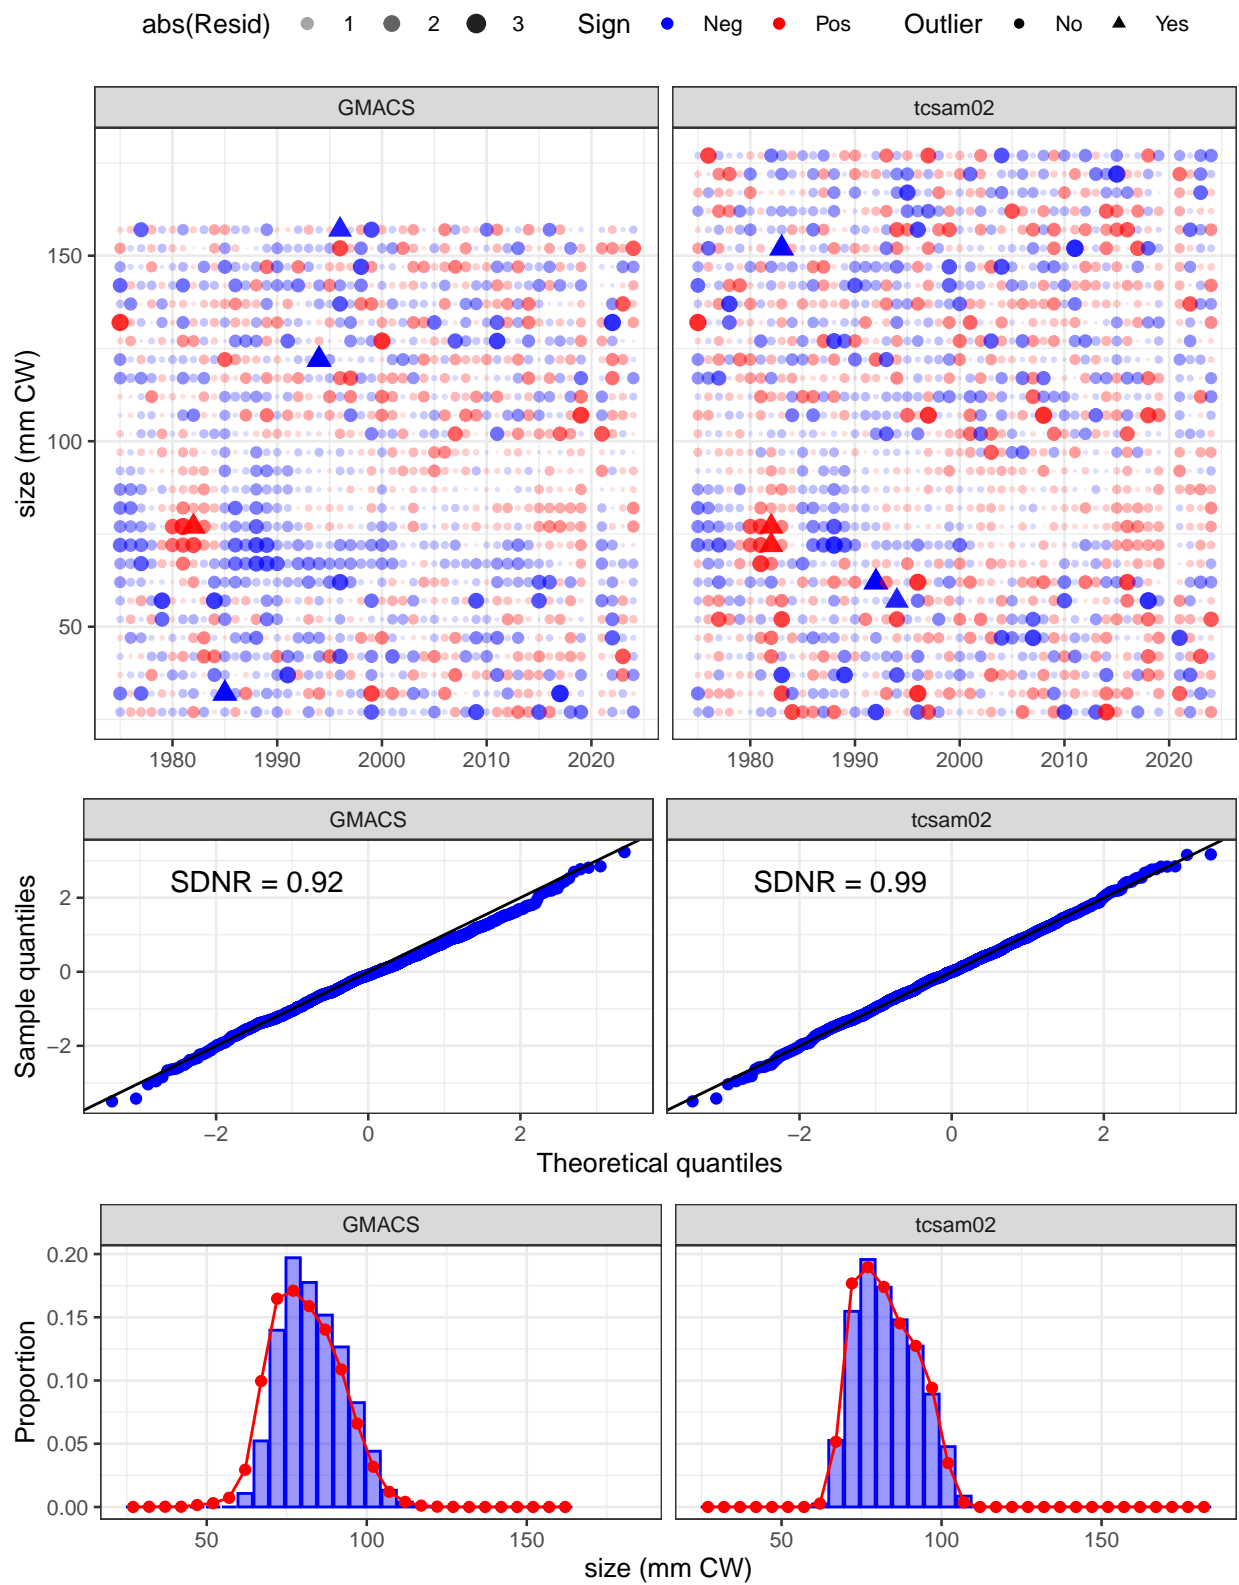 abs(Resid) 1 2 3 Sign Neg Pos Outlier No Yes
GMACS tcsam02
150
100
50
size (mm CW)
1980 1990 2000 2010 2020 1980 1990 2000 2010 2020
GMACS tcsam02
SDNR = 0.92 SDNR = 0.99
2
0
−2
Sample quantiles
−2 0 2 −2 0 2
Theoretical quantiles
GMACS tcsam02
0.20
0.15
0.10
0.05
0.00
Proportion
50 100 150 50 100 150
size (mm CW)